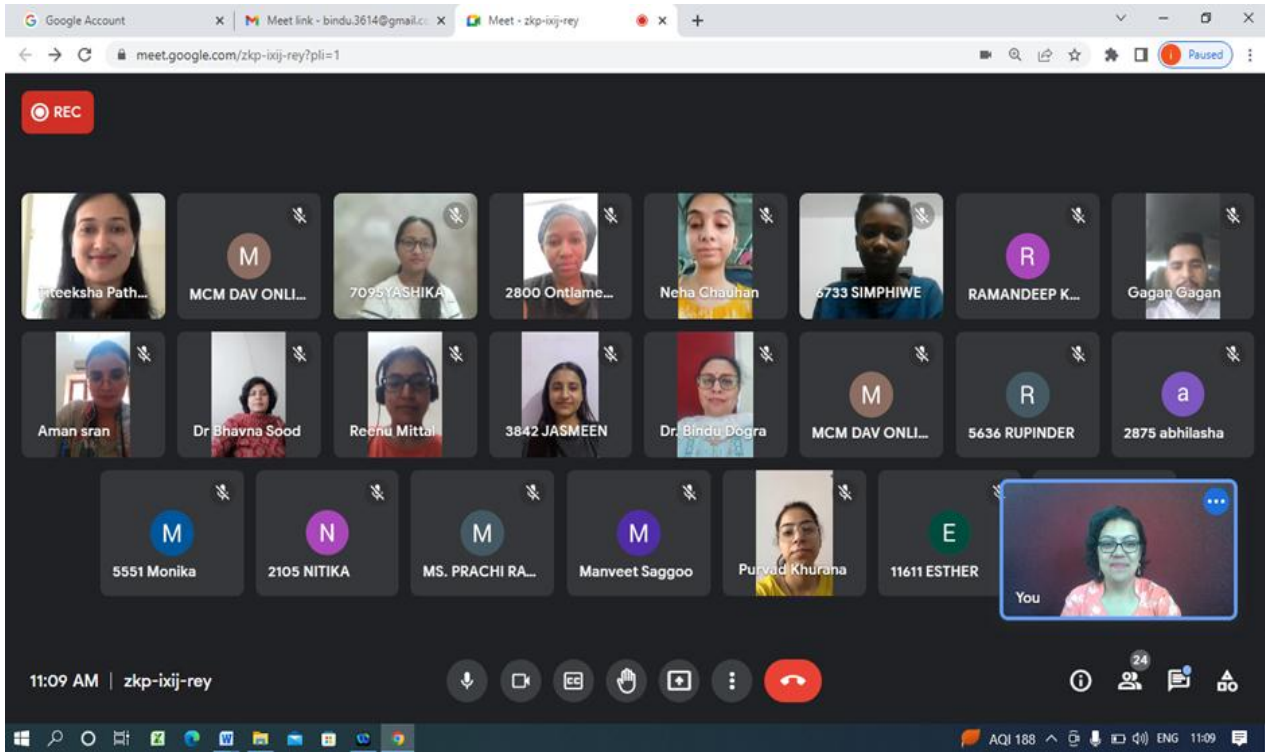 Google Account
Meet link - bindu.3614@gmail.c
Meet - zkp-ixij-rey
meet.google.com/zkp-ixij-rey?pli=1
Paused
REC
Path...
M
MCM DAV ONLI...
7095 YASHIKA
2800 Ontlame...
Neha Chauhan
6733 SIMPHIWE
R
RAMANDEEP K...
Gagan Gagan
Aman sran
Dr Bhavna Sood
Reenu Mittal
3842 JASMEEN
Dr. Bindu Dogra
M
MCM DAV ONLI...
R
5636 RUPINDER
a
2875 abhilasha
M
5551 Monika
N
2105 NITIKA
M
MS. PRACHI RA...
M
Manveet Saggoo
Purvad Khurana
E
11611 ESTHER
You
11:09 AM | zkp-ixij-rey
24
AQI 188
ENG
11:09